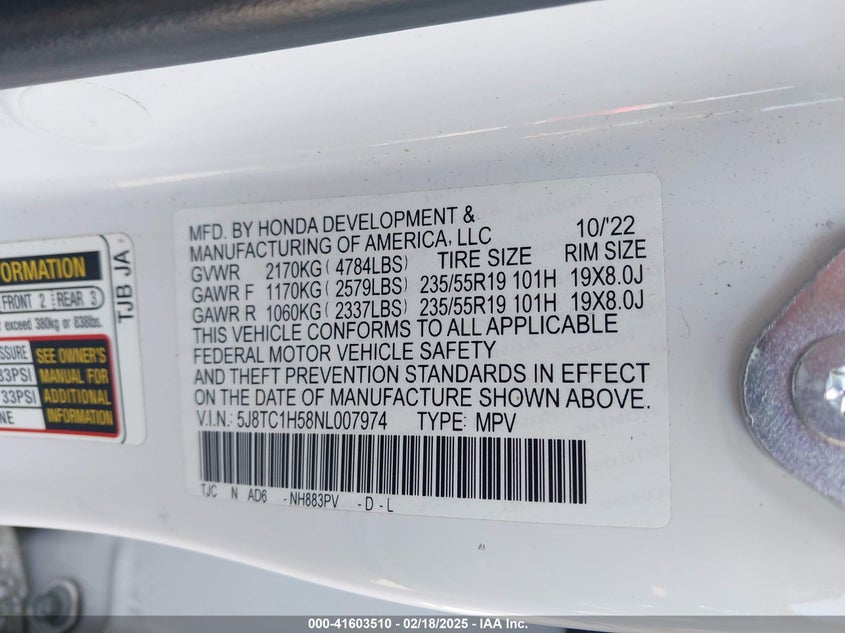 MFD. BY HONDA DEVELOPMENT & 10/'22
MANUFACTURING OF AMERICA, LLC
GVWR 2170KG ( 4784LBS) TIRE SIZE RIM SIZE
GAWR F 1170KG ( 2579LBS) 235/55R19 101H 19X8.0J
GAWR R 1060KG ( 2337LBS) 235/55R19 101H 19X8.0J
THIS VEHICLE CONFORMS TO ALL APPLICABLE
FEDERAL MOTOR VEHICLE SAFETY
AND THEFT PREVENTION STANDARDS IN EFFECT
ON THE DATE OF MANUFACTURE SHOWN ABOVE.
V.I.N.: 5J8TC1H58NL007974 TYPE: MPV
TJC N AD6 -NH883PV -D-L
FORMATION
FRONT 2 REAR 3
exceed 380kg or 838lbs.
SSURE
33PSI
33PSI
NE
SEE OWNER'S
MANUAL FOR
ADDITIONAL
INFORMATION
TJB JA
000-41603510 - 02/18/2025 - IAA Inc.